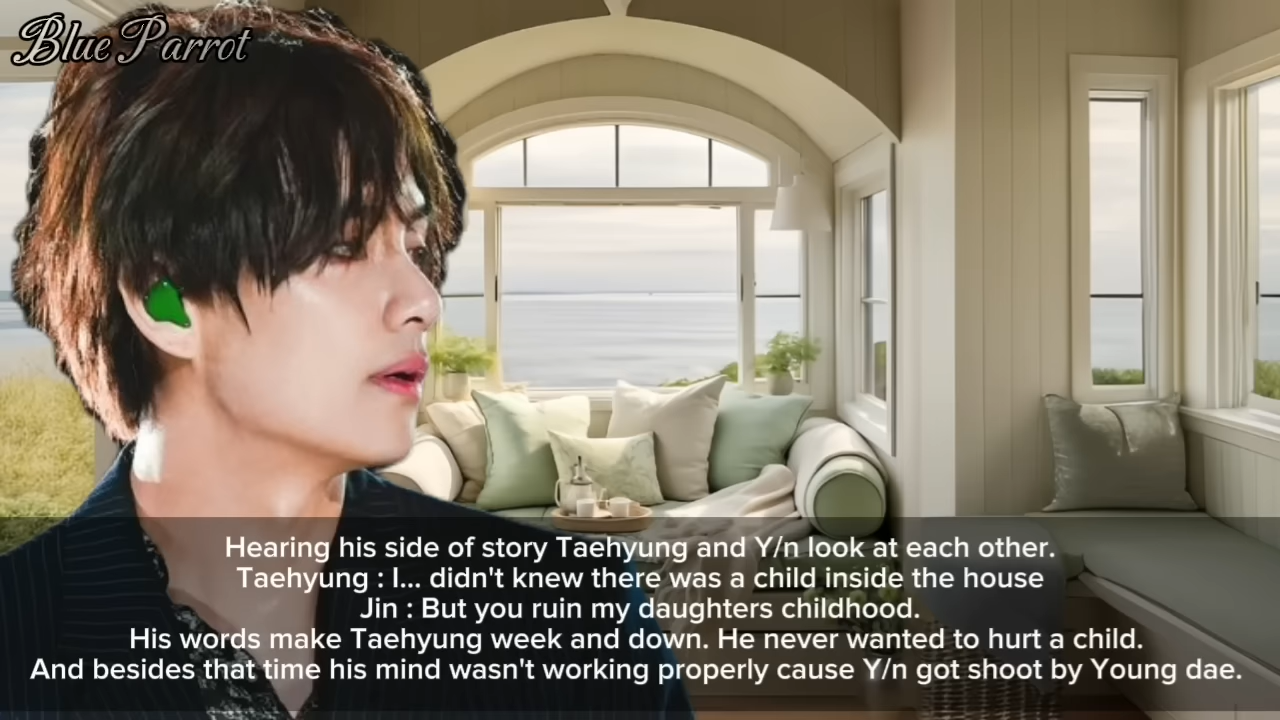 Blue Parrot
Hearing his side of story Taehyung and Y/n look at each other.
Taehyung : I... didn't knew there was a child inside the house
Jin : But you ruin my daughters childhood.
His words make Taehyung week and down. He never wanted to hurt a child.
And besides that time his mind wasn't working properly cause Y/n got shoot by Young dae.